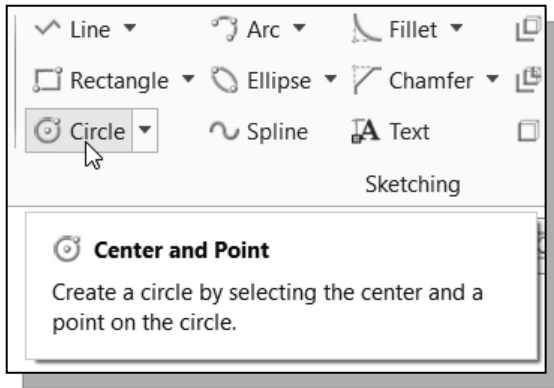 Line Arc Fillet
Rectangle Ellipse Chamfer
Circle Spline A Text
Sketching
Center and Point
Create a circle by selecting the center and a
point on the circle.